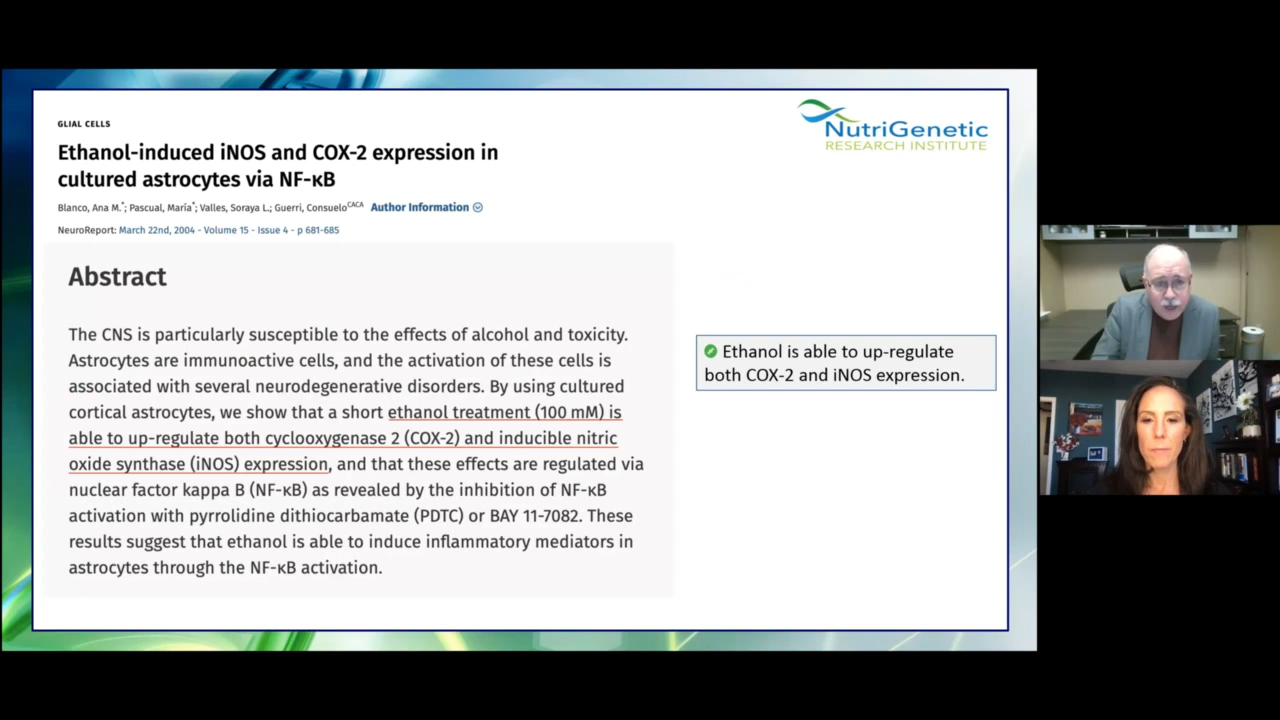 NutriGenetic
RESEARCH INSTITUTE
GLIAL CELLS
Ethanol-induced iNOS and COX-2 expression in
cultured astrocytes via NF-κB
Blanco, Ana M.*; Pascual, María*; Valles, Soraya L.; Guerri, ConsueloCACA Author Information
NeuroReport: March 22nd, 2004 - Volume 15 - Issue 4 - p 681-685
Abstract
The CNS is particularly susceptible to the effects of alcohol and toxicity.
Astrocytes are immunoactive cells, and the activation of these cells is
associated with several neurodegenerative disorders. By using cultured
cortical astrocytes, we show that a short ethanol treatment (100 mM) is
able to up-regulate both cyclooxygenase 2 (COX-2) and inducible nitric
oxide synthase (iNOS) expression, and that these effects are regulated via
nuclear factor kappa B (NF-κB) as revealed by the inhibition of NF-κB
activation with pyrrolidine dithiocarbamate (PDTC) or BAY 11-7082. These
results suggest that ethanol is able to induce inflammatory mediators in
astrocytes through the NF-κB activation.
Ethanol is able to up-regulate
both COX-2 and iNOS expression.